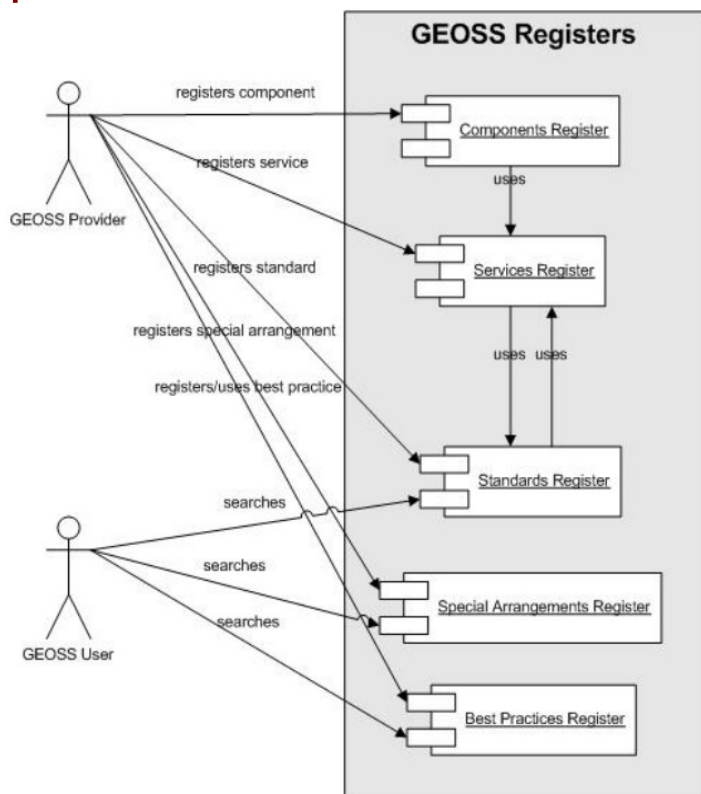 GEOSS Registers
registers component
Components Register
registers service
uses
GEOSS Provider
Services Register
registers standard
registers special arrangement
uses uses
registers/uses best practice
Standards Register
searches
searches
Special Arrangements Register
searches
GEOSS User
Best Practices Register
searches